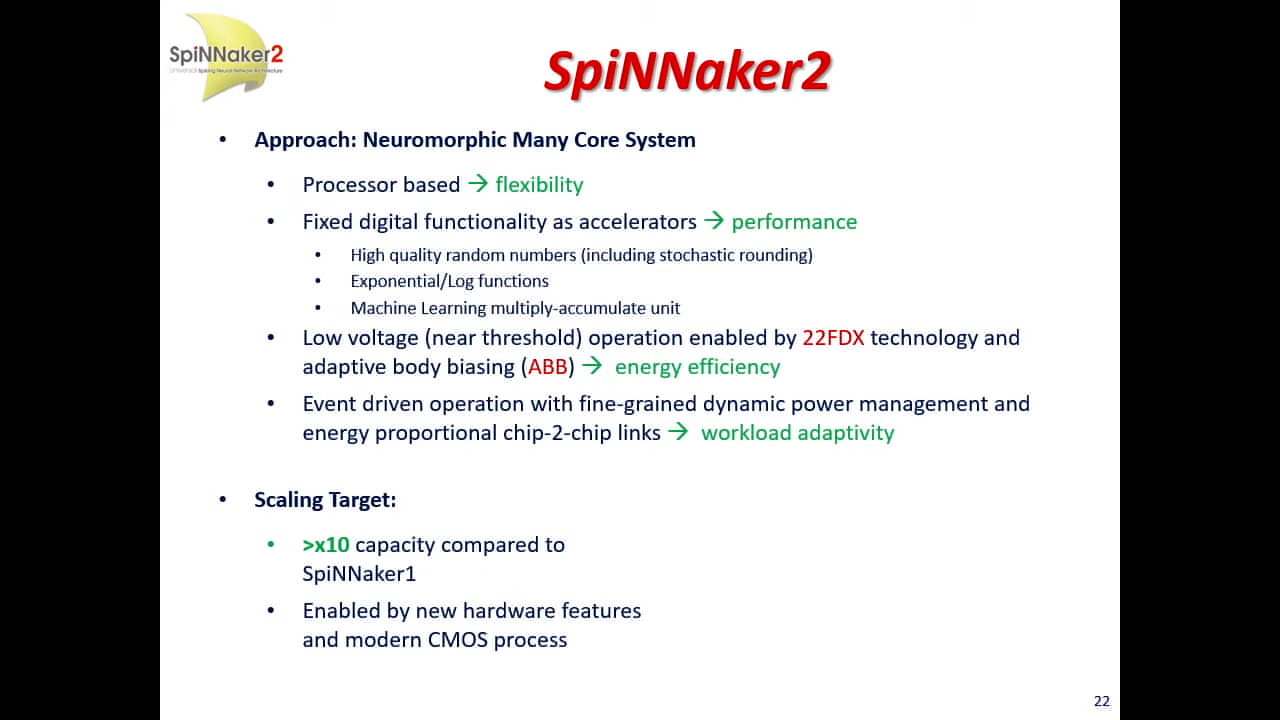 SpiNNaker2
SpiNNaker2
• Approach: Neuromorphic Many Core System
• Processor based → flexibility
• Fixed digital functionality as accelerators → performance
• High quality random numbers (including stochastic rounding)
• Exponential/Log functions
• Machine Learning multiply-accumulate unit
• Low voltage (near threshold) operation enabled by 22FDX technology and
adaptive body biasing (ABB) → energy efficiency
• Event driven operation with fine-grained dynamic power management and
energy proportional chip-2-chip links → workload adaptivity
• Scaling Target:
• >x10 capacity compared to
SpiNNaker1
• Enabled by new hardware features
and modern CMOS process
22